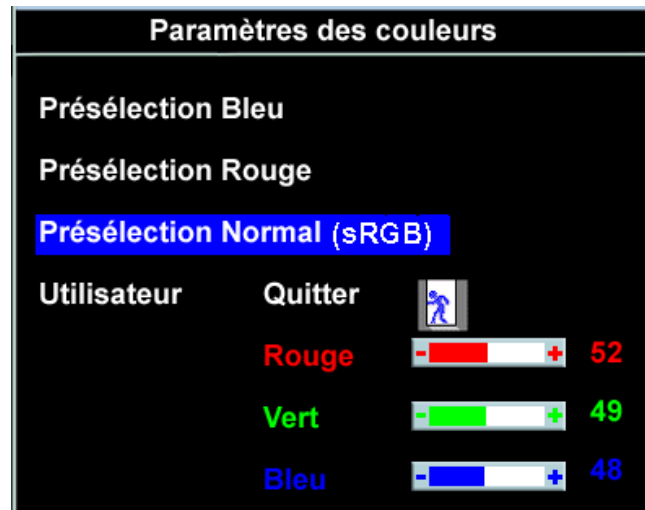 Paramètres des couleurs
Présélection Bleu
Présélection Rouge
Présélection Normal (sRGB)
Utilisateur Quitter
Rouge - + 52
Vert - + 49
Bleu - + 48